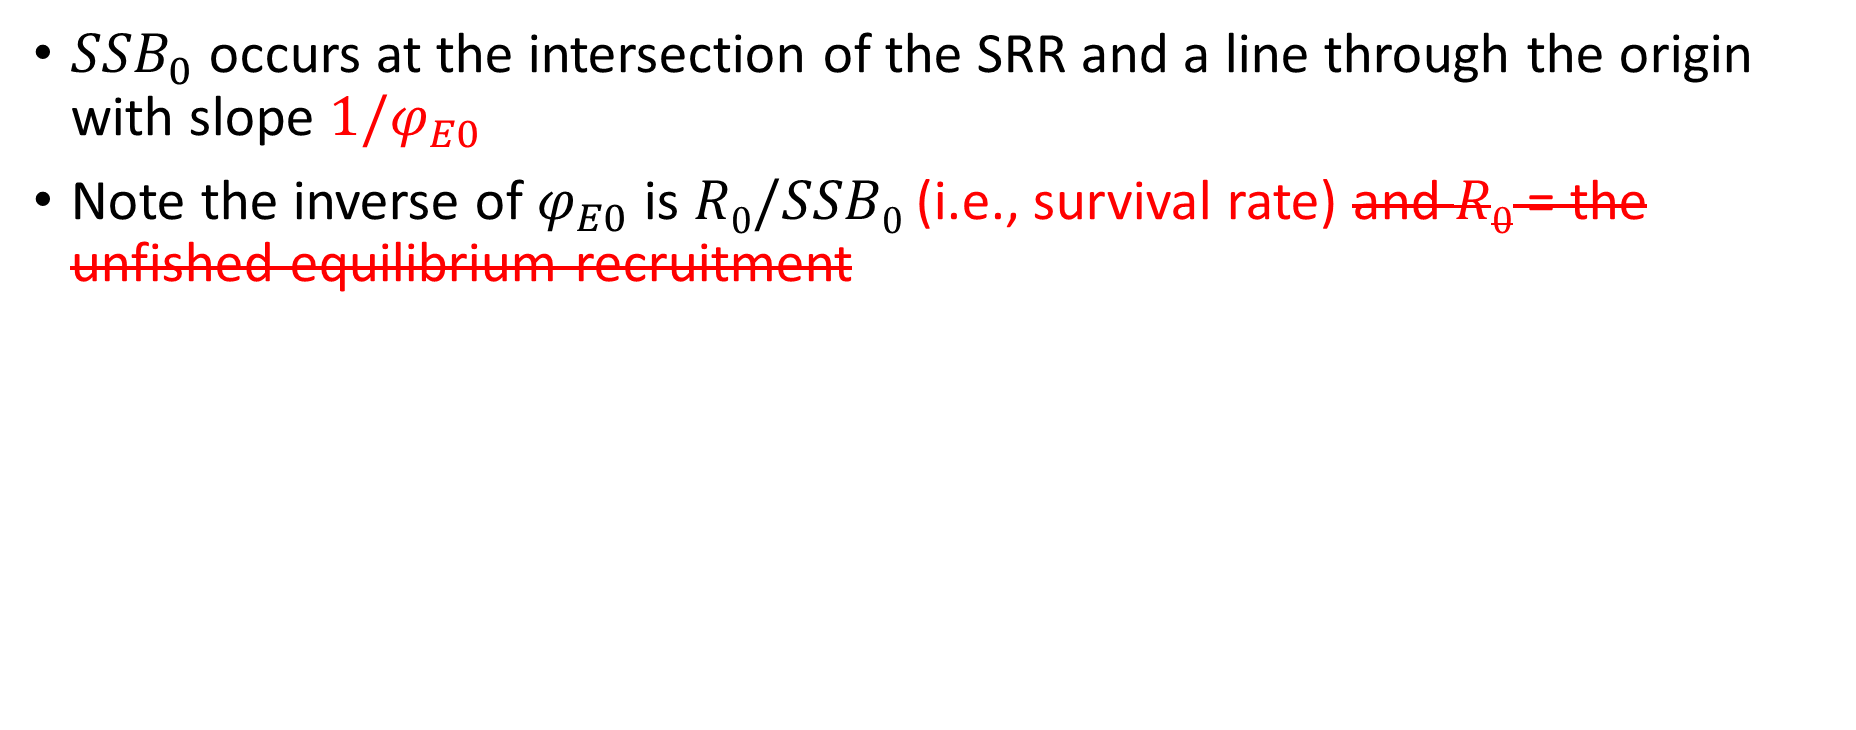 • SSB₀ occurs at the intersection of the SRR and a line through the origin
with slope 1/φ_E0
• Note the inverse of φ_E0 is R₀/SSB₀ (i.e., survival rate) ~~and R₀ = the~~
~~unfished equilibrium recruitment~~